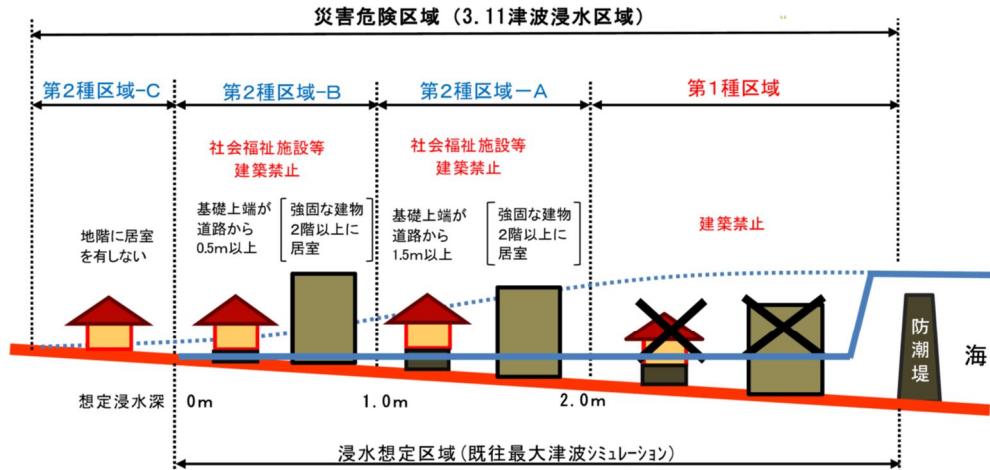 災害危険区域（3.11津波浸水区域）
第2種区域-C
第2種区域-B
第2種区域－A
第1種区域
社会福祉施設等
建築禁止
社会福祉施設等
建築禁止
地階に居室
を有しない
基礎上端が
道路から
0.5m以上
強固な建物
2階以上に
居室
基礎上端が
道路から
1.5m以上
強固な建物
2階以上に
居室
建築禁止
防潮堤
海
想定浸水深
0m
1.0m
2.0m
浸水想定区域(既往最大津波ｼﾐｭﾚｰｼｮﾝ)